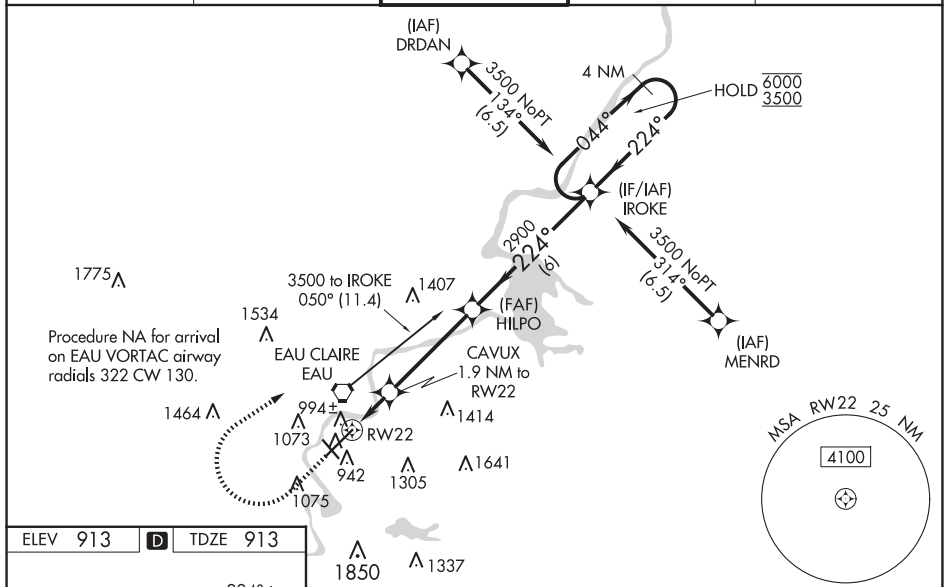 (IAF)
DRDAN
3500 NoPT
134°
(6.5)
4 NM
HOLD 6000
3500
044°
224°
(IF/IAF)
IROKE
2900
224°
(6)
3500 NoPT
314°
(6.5)
(IAF)
MENRD
1775
3500 to IROKE
050° (11.4)
1407
(FAF)
HILPO
1534
Procedure NA for arrival
on EAU VORTAC airway
radials 322 CW 130.
EAU CLAIRE
EAU
CAVUX
1.9 NM to
RW22
1464
994±
1073
RW22
1414
942
1305
1641
1075
MSA RW22 25 NM
4100
ELEV 913 D TDZE 913
1850
1337